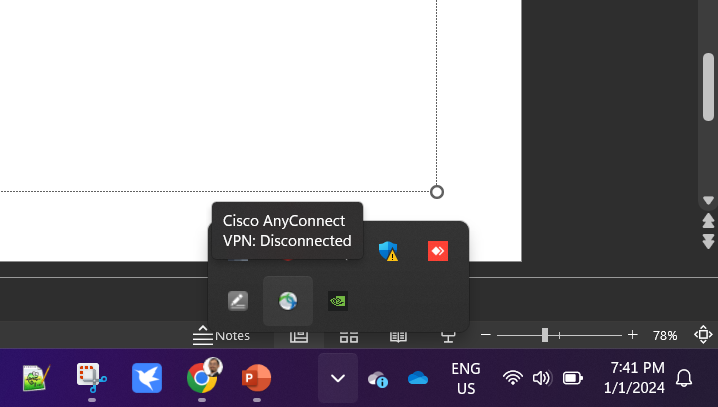 Cisco AnyConnect
VPN: Disconnected
Notes
78%
ENG
US
7:41 PM
1/1/2024